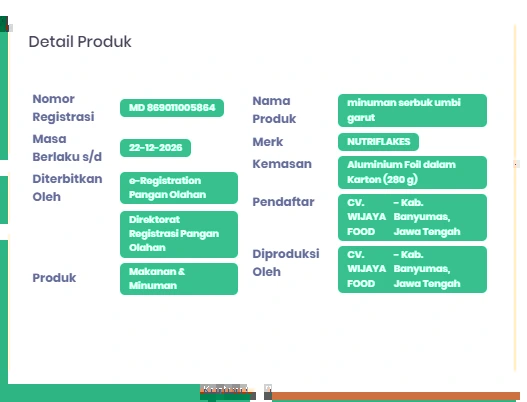 Detail Produk
Nomor
Registrasi
MD 869011005864
Masa
Berlaku s/d
22-12-2026
Diterbitkan
Oleh
e-Registration
Pangan Olahan
Direktorat
Registrasi Pangan
Olahan
Produk
Makanan &
Minuman
Nama
Produk
minuman serbuk umbi
garut
Merk
NUTRIFLAKES
Kemasan
Aluminium Foil dalam
Karton (280 g)
Pendaftar
CV. - Kab.
WIJAYA Banyumas,
FOOD Jawa Tengah
Diproduksi
Oleh
CV. - Kab.
WIJAYA Banyumas,
FOOD Jawa Tengah